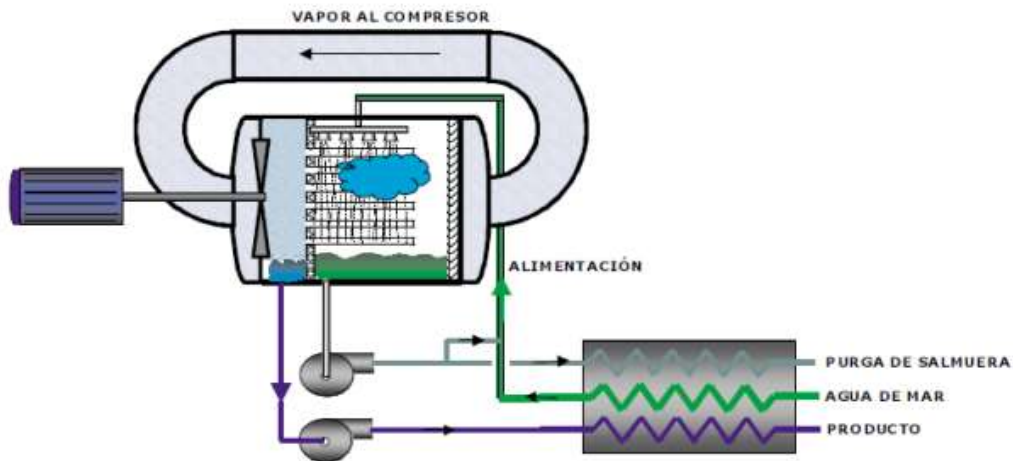 VAPOR AL COMPRESOR
ALIMENTACIÓN
PURGA DE SALMUERA
AGUA DE MAR
PRODUCTO